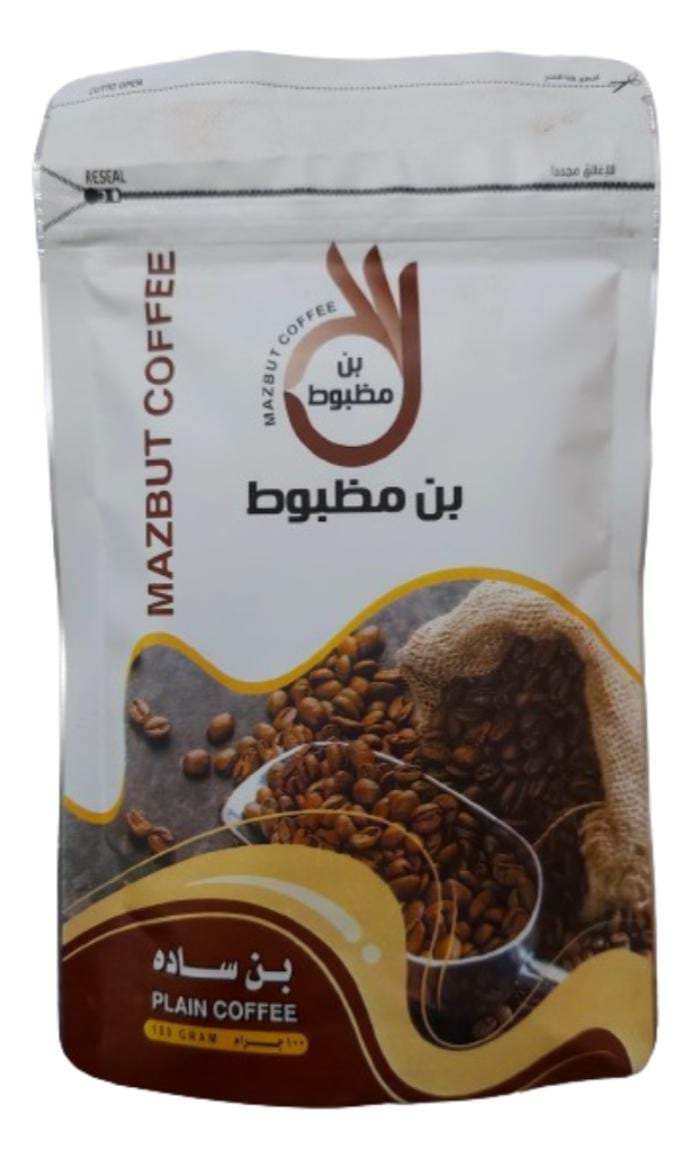 CUT TO OPEN
RESEAL
للإغلاق مجددا
MAZBUT COFFEE
MAZBUT COFFEE
بن
مظبوط
بن مظبوط
بن ساده
PLAIN COFFEE
100 GRAM ١٠٠ جرام